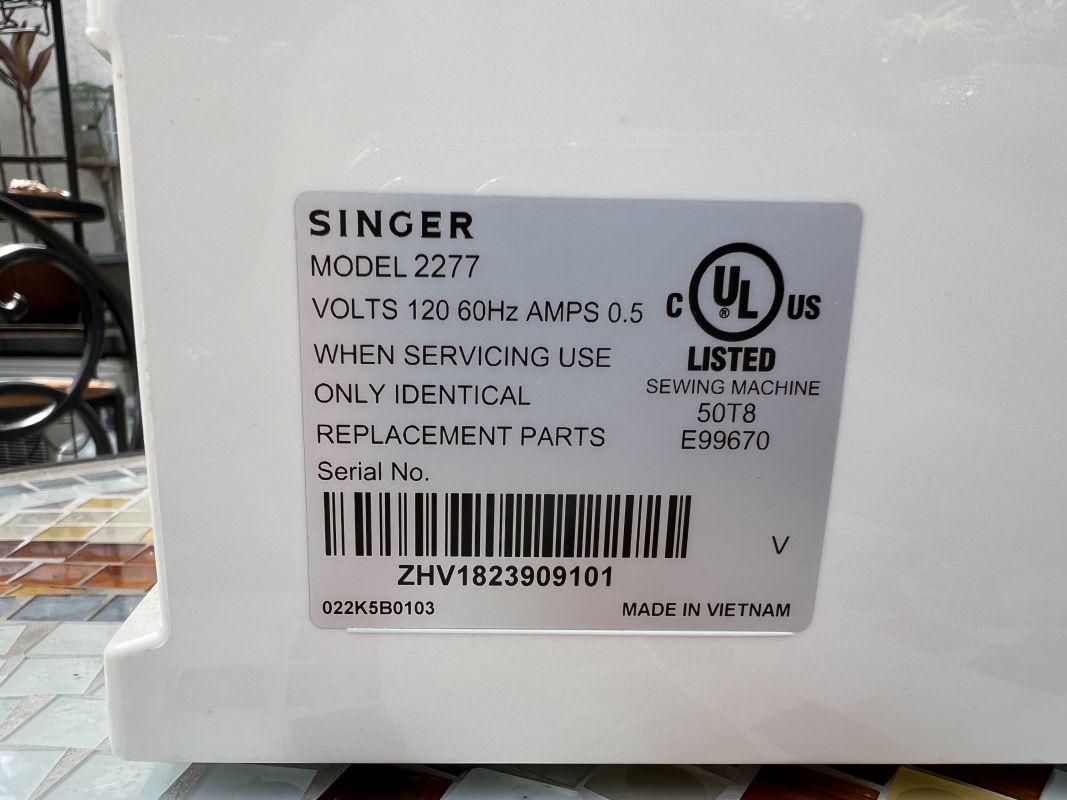 SINGER
MODEL 2277
VOLTS 120 60Hz AMPS 0.5
WHEN SERVICING USE
ONLY IDENTICAL
REPLACEMENT PARTS
Serial No.
ZHV1823909101
022K5B0103
C UL US
®
LISTED
SEWING MACHINE
50T8
E99670
V
MADE IN VIETNAM